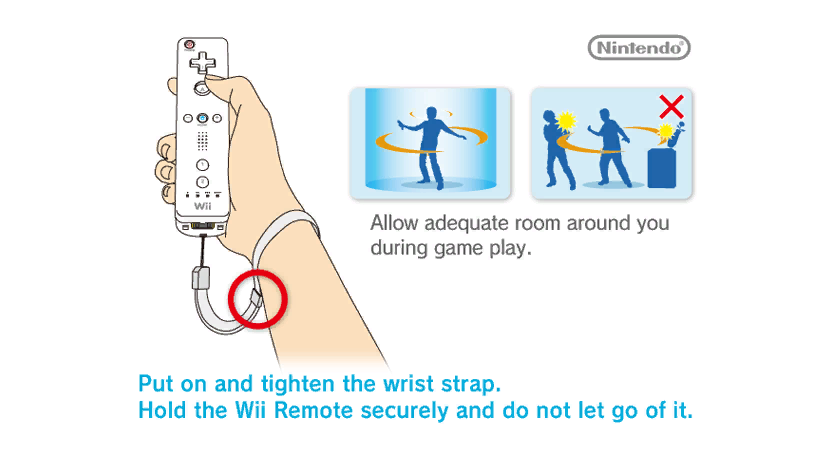 Nintendo®
Wii
Allow adequate room around you
during game play.
Put on and tighten the wrist strap.
Hold the Wii Remote securely and do not let go of it.